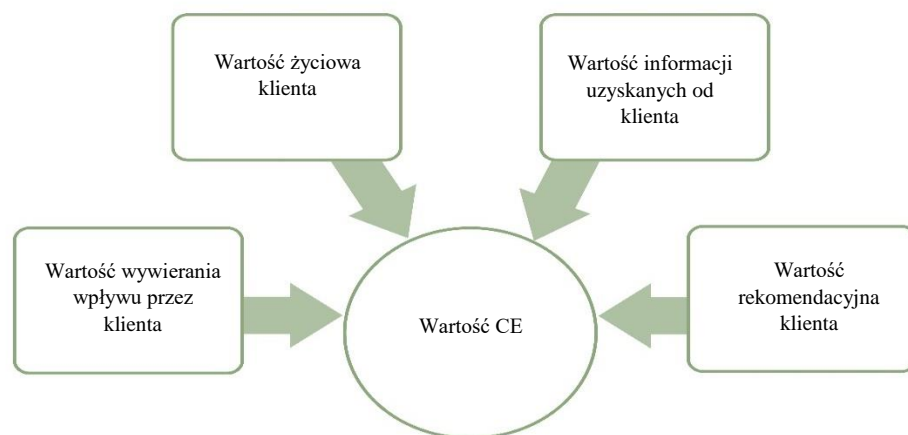 Wartość życiowa
klienta
Wartość informacji
uzyskanych od
klienta
Wartość wywierania
wpływu przez
klienta
Wartość
rekomendacyjna
klienta
Wartość CE